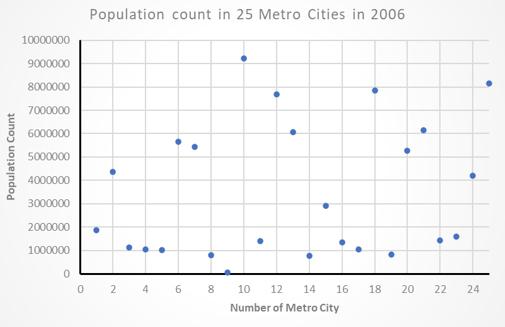 Population count in 25 Metro Cities in 2006
10000000
9000000
8000000
7000000
6000000
5000000
4000000
3000000
2000000
1000000
0
Population Count
0 2 4 6 8 10 12 14 16 18 20 22 24
Number of Metro City